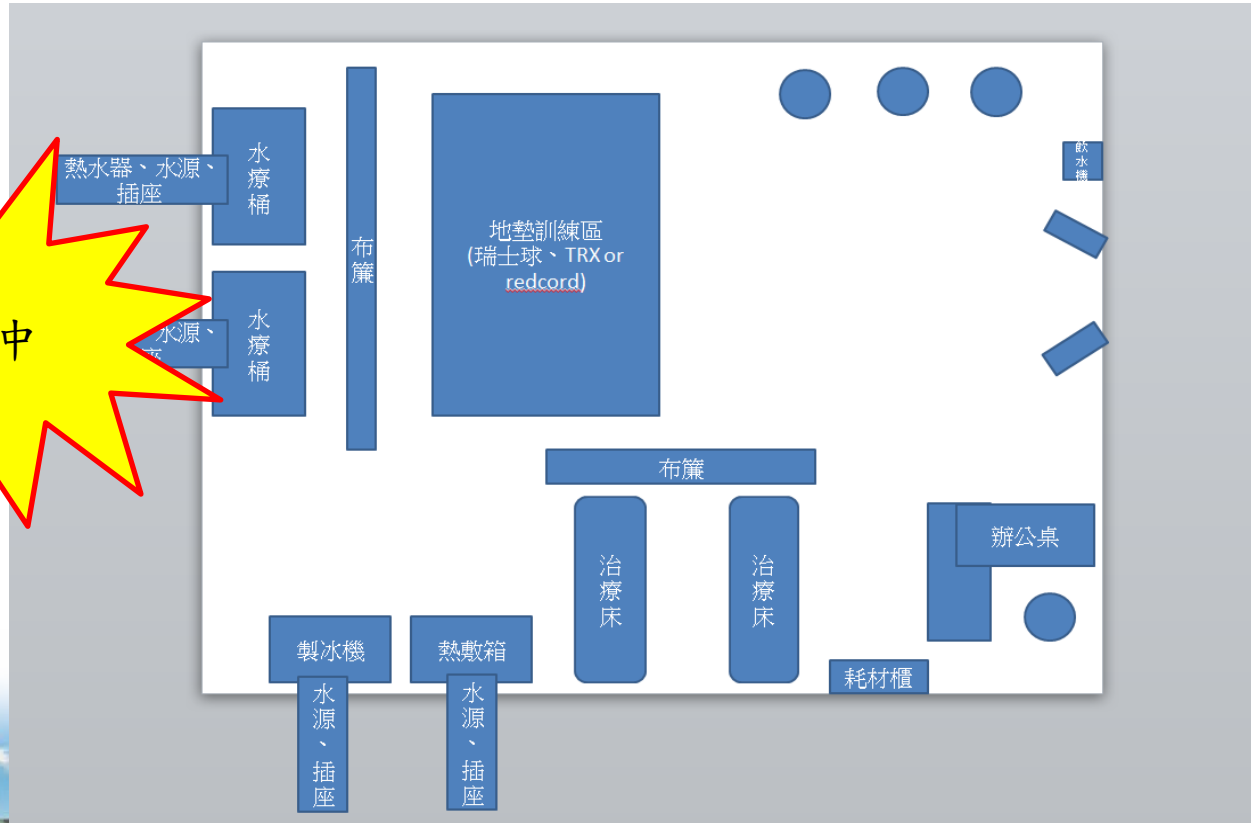 熱水器、水源、
插座
水療桶
布簾
地墊訓練區
(瑞士球、TRX or
redcord)
飲水機
中
水源、
座
水療桶
布簾
治療床
治療床
辦公桌
製冰機
熱敷箱
耗材櫃
水源、插座
水源、插座